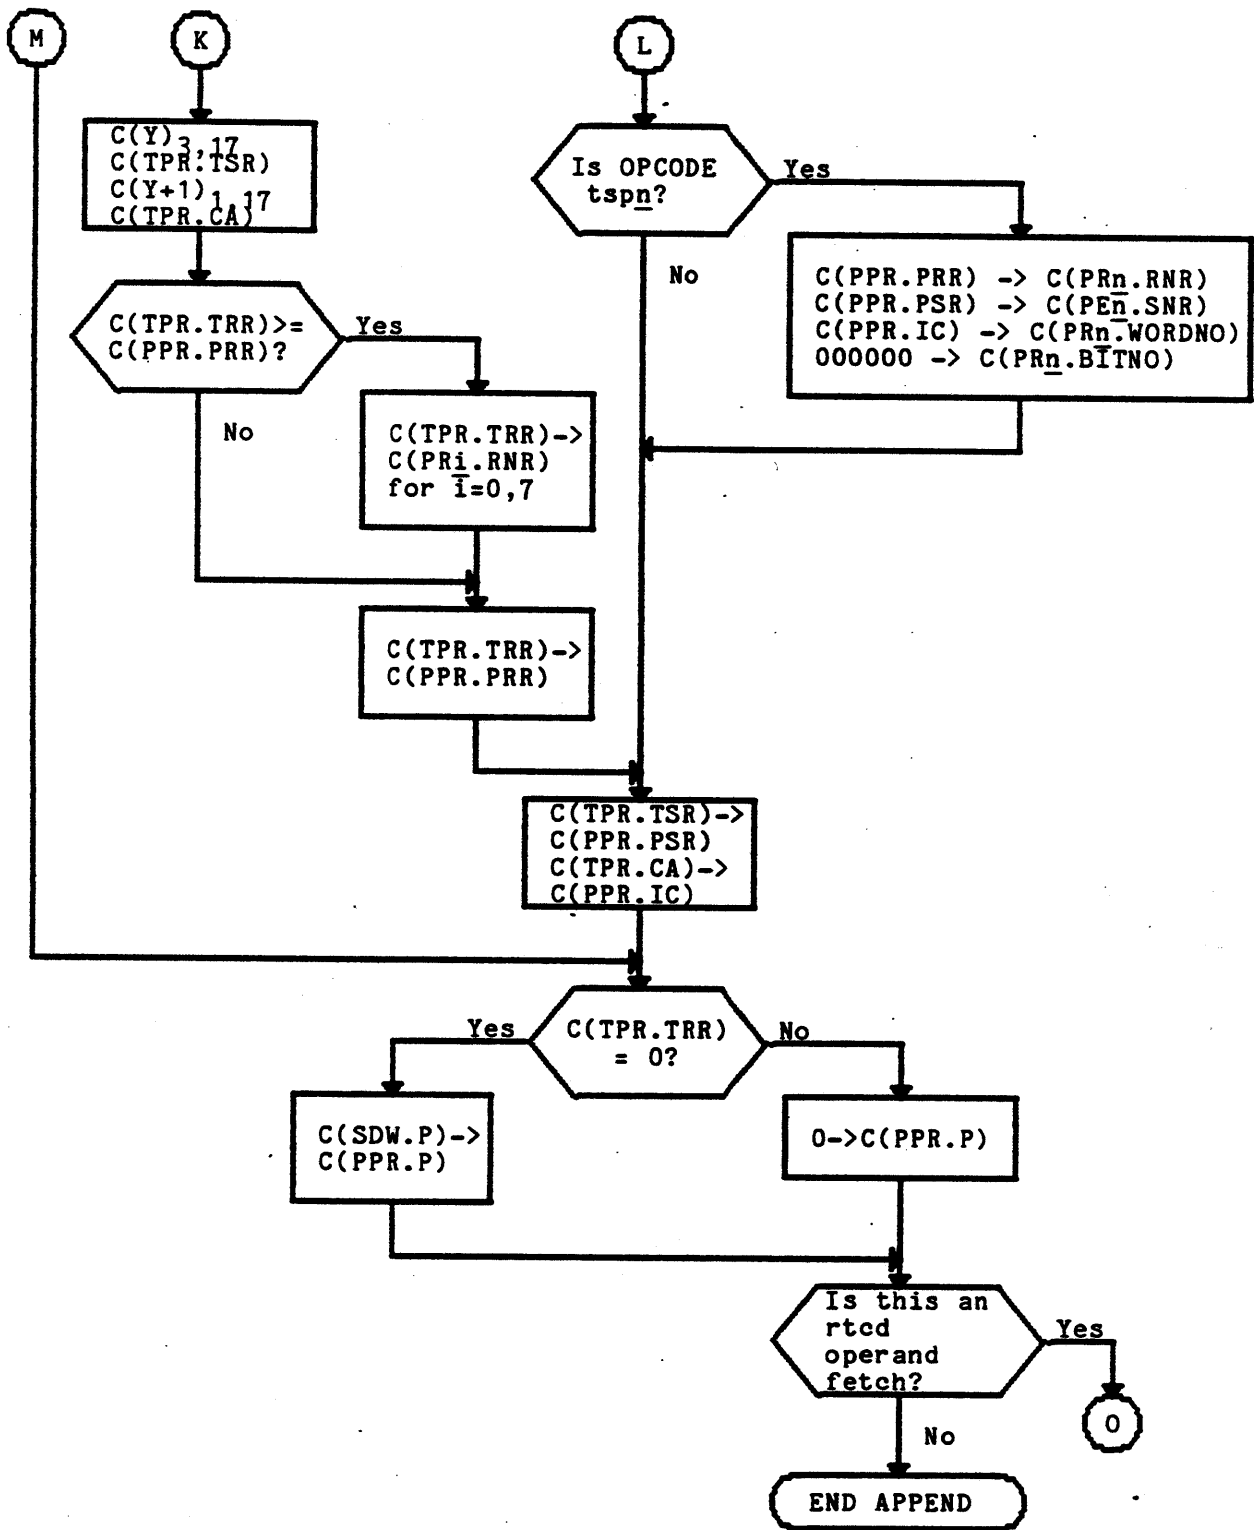 M
K
L
C(Y)3,17
C(TPR.TSR)
C(Y+1)1,17
C(TPR.CA)
Is OPCODE
tspn?
Yes
No
C(PPR.PRR) -> C(PRn.RNR)
C(PPR.PSR) -> C(PEn.SNR)
C(PPR.IC) -> C(PRn.WORDNO)
000000 -> C(PRn.BITNO)
C(TPR.TRR)>=
C(PPR.PRR)?
Yes
No
C(TPR.TRR)->
C(PRi.RNR)
for i=0,7
C(TPR.TRR)->
C(PPR.PRR)
C(TPR.TSR)->
C(PPR.PSR)
C(TPR.CA)->
C(PPR.IC)
C(TPR.TRR)
= 0?
Yes
No
C(SDW.P)->
C(PPR.P)
0->C(PPR.P)
Is this an
rtcd
operand
fetch?
Yes
O
No
END APPEND